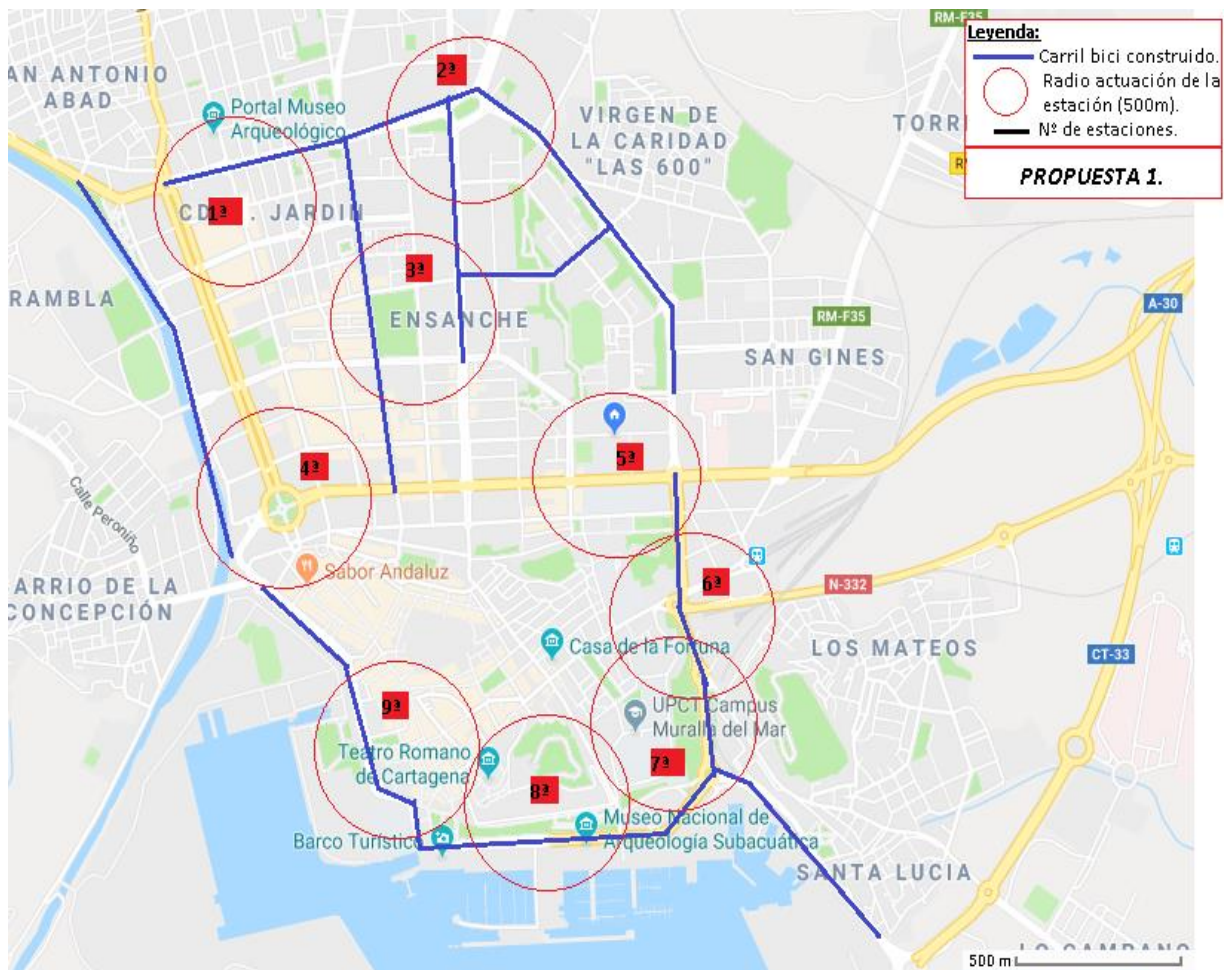 RM-F35
Leyenda:
Carril bici construido.
Radio actuación de la
estación (500m).
Nº de estaciones.
PROPUESTA 1.
AN ANTONIO
ABAD
2ª
Portal Museo
Arqueológico
VIRGEN DE
LA CARIDAD
"LAS 600"
TORR
R
1ª
CD . JARDIN
3ª
RAMBLA
ENSANCHE
RM-F35
A-30
SAN GINES
4ª
5ª
Calle Peroniño
Sabor Andaluz
ARRIO DE LA
CONCEPCIÓN
6ª
N-332
Casa de la Fortuna
LOS MATEOS
CT-33
9ª
UPCT Campus
Muralla del Mar
7ª
Teatro Romano
de Cartagena
8ª
Barco Turístico
Museo Nacional de
Arqueología Subacuática
SANTA LUCIA
LO CAMPANO
500 m